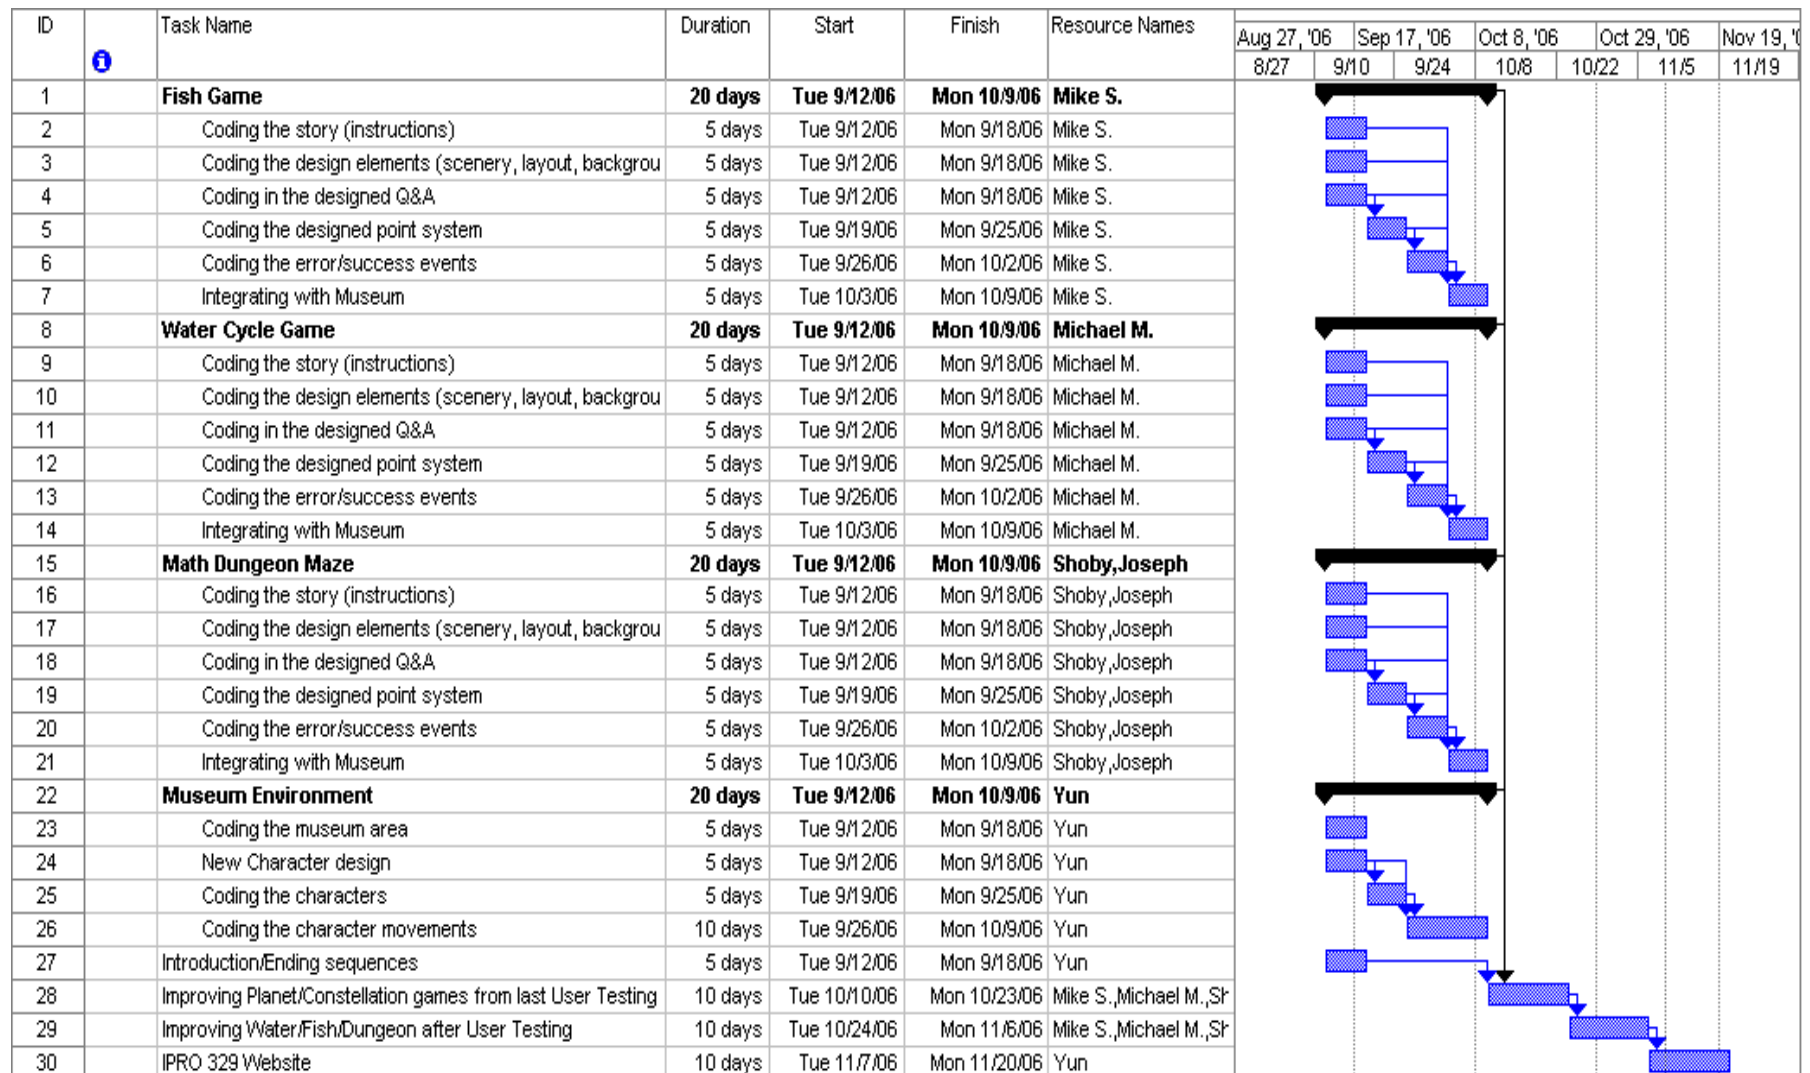 ID Task Name Duration Start Finish Resource Names
Aug 27, '06 Sep 17, '06 Oct 8, '06 Oct 29, '06 Nov 19, '0
8/27 9/10 9/24 10/8 10/22 11/5 11/19
1 Fish Game 20 days Tue 9/12/06 Mon 10/9/06 Mike S.
2 Coding the story (instructions) 5 days Tue 9/12/06 Mon 9/18/06 Mike S.
3 Coding the design elements (scenery, layout, backgrou 5 days Tue 9/12/06 Mon 9/18/06 Mike S.
4 Coding in the designed Q&A 5 days Tue 9/12/06 Mon 9/18/06 Mike S.
5 Coding the designed point system 5 days Tue 9/19/06 Mon 9/25/06 Mike S.
6 Coding the error/success events 5 days Tue 9/26/06 Mon 10/2/06 Mike S.
7 Integrating with Museum 5 days Tue 10/3/06 Mon 10/9/06 Mike S.
8 Water Cycle Game 20 days Tue 9/12/06 Mon 10/9/06 Michael M.
9 Coding the story (instructions) 5 days Tue 9/12/06 Mon 9/18/06 Michael M.
10 Coding the design elements (scenery, layout, backgrou 5 days Tue 9/12/06 Mon 9/18/06 Michael M.
11 Coding in the designed Q&A 5 days Tue 9/12/06 Mon 9/18/06 Michael M.
12 Coding the designed point system 5 days Tue 9/19/06 Mon 9/25/06 Michael M.
13 Coding the error/success events 5 days Tue 9/26/06 Mon 10/2/06 Michael M.
14 Integrating with Museum 5 days Tue 10/3/06 Mon 10/9/06 Michael M.
15 Math Dungeon Maze 20 days Tue 9/12/06 Mon 10/9/06 Shoby,Joseph
16 Coding the story (instructions) 5 days Tue 9/12/06 Mon 9/18/06 Shoby,Joseph
17 Coding the design elements (scenery, layout, backgrou 5 days Tue 9/12/06 Mon 9/18/06 Shoby,Joseph
18 Coding in the designed Q&A 5 days Tue 9/12/06 Mon 9/18/06 Shoby,Joseph
19 Coding the designed point system 5 days Tue 9/19/06 Mon 9/25/06 Shoby,Joseph
20 Coding the error/success events 5 days Tue 9/26/06 Mon 10/2/06 Shoby,Joseph
21 Integrating with Museum 5 days Tue 10/3/06 Mon 10/9/06 Shoby,Joseph
22 Museum Environment 20 days Tue 9/12/06 Mon 10/9/06 Yun
23 Coding the museum area 5 days Tue 9/12/06 Mon 9/18/06 Yun
24 New Character design 5 days Tue 9/12/06 Mon 9/18/06 Yun
25 Coding the characters 5 days Tue 9/19/06 Mon 9/25/06 Yun
26 Coding the character movements 10 days Tue 9/26/06 Mon 10/9/06 Yun
27 Introduction/Ending sequences 5 days Tue 9/12/06 Mon 9/18/06 Yun
28 Improving Planet/Constellation games from last User Testing 10 days Tue 10/10/06 Mon 10/23/06 Mike S.,Michael M.,Sh
29 Improving Water/Fish/Dungeon after User Testing 10 days Tue 10/24/06 Mon 11/6/06 Mike S.,Michael M.,Sh
30 IPRO 329 Website 10 days Tue 11/7/06 Mon 11/20/06 Yun